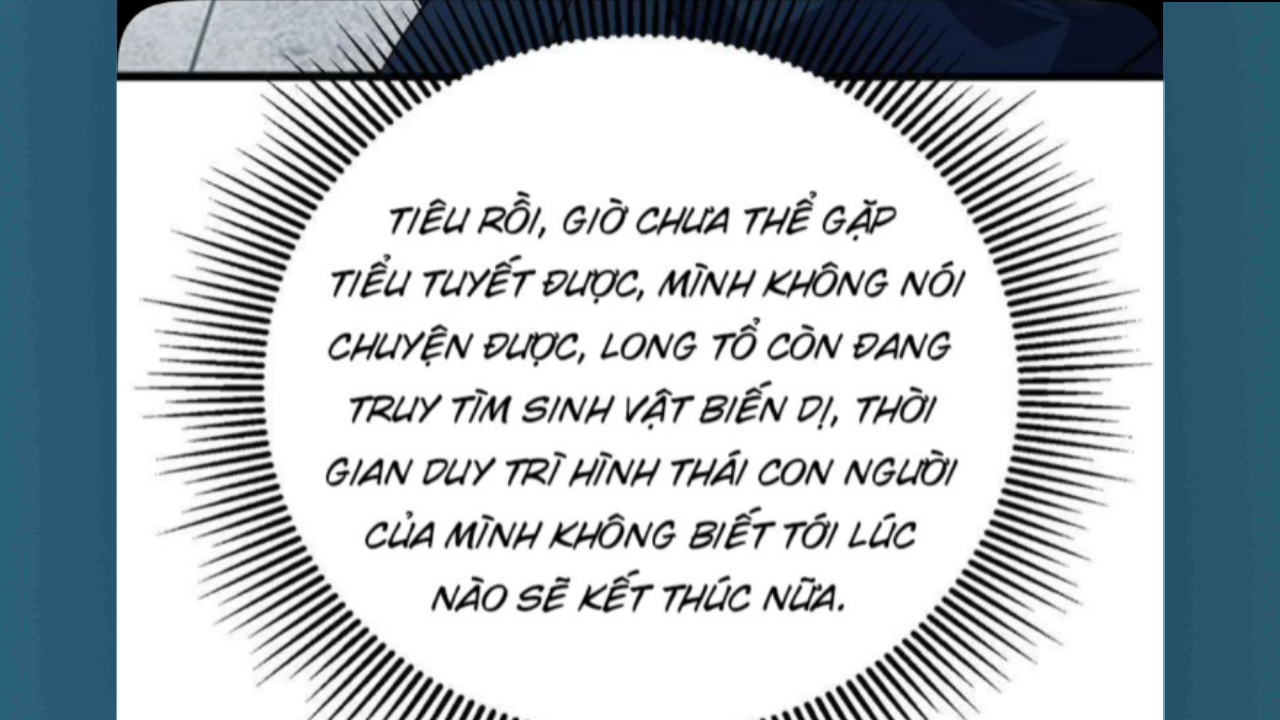 TIÊU RỒI, GIỜ CHƯA THỂ GẶP
TIỂU TUYẾT ĐƯỢC, MÌNH KHÔNG NÓI
CHUYỆN ĐƯỢC, LONG TỔ CÒN ĐANG
TRUY TÌM SINH VẬT BIẾN DỊ, THỜI
GIAN DUY TRÌ HÌNH THÁI CON NGƯỜI
CỦA MÌNH KHÔNG BIẾT TỚI LÚC
NÀO SẼ KẾT THÚC NỮA.